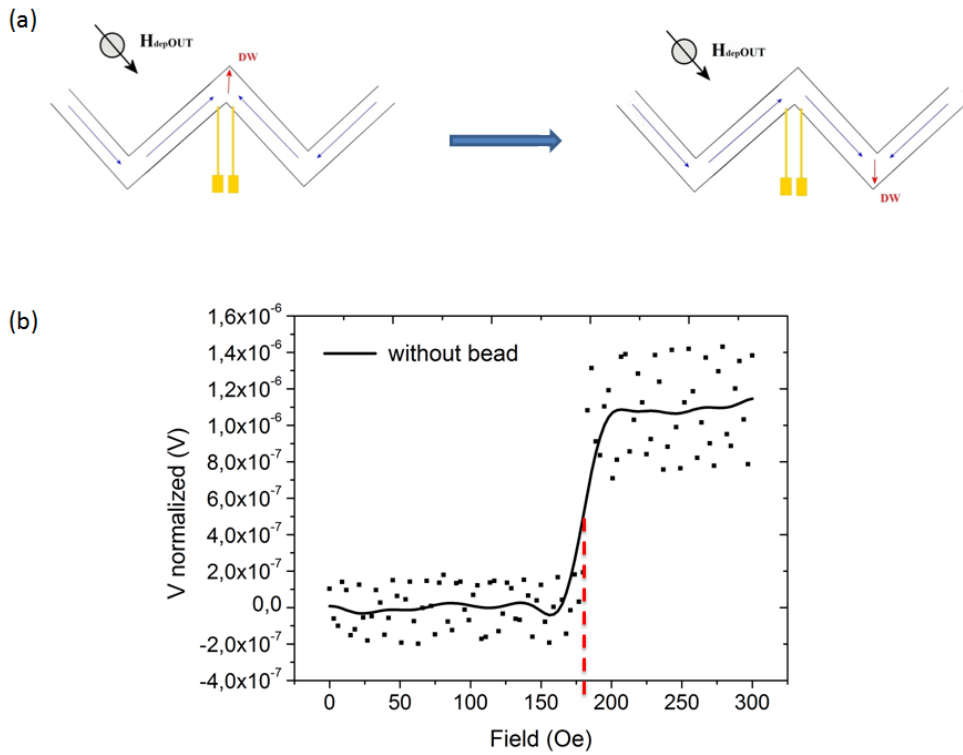 (a)
HdepOUT
DW
HdepOUT
DW
(b)
1,6x10⁻⁶
1,4x10⁻⁶
1,2x10⁻⁶
1,0x10⁻⁶
8,0x10⁻⁷
6,0x10⁻⁷
4,0x10⁻⁷
2,0x10⁻⁷
0,0
-2,0x10⁻⁷
-4,0x10⁻⁷
V normalized (V)
without bead
0 50 100 150 200 250 300
Field (Oe)